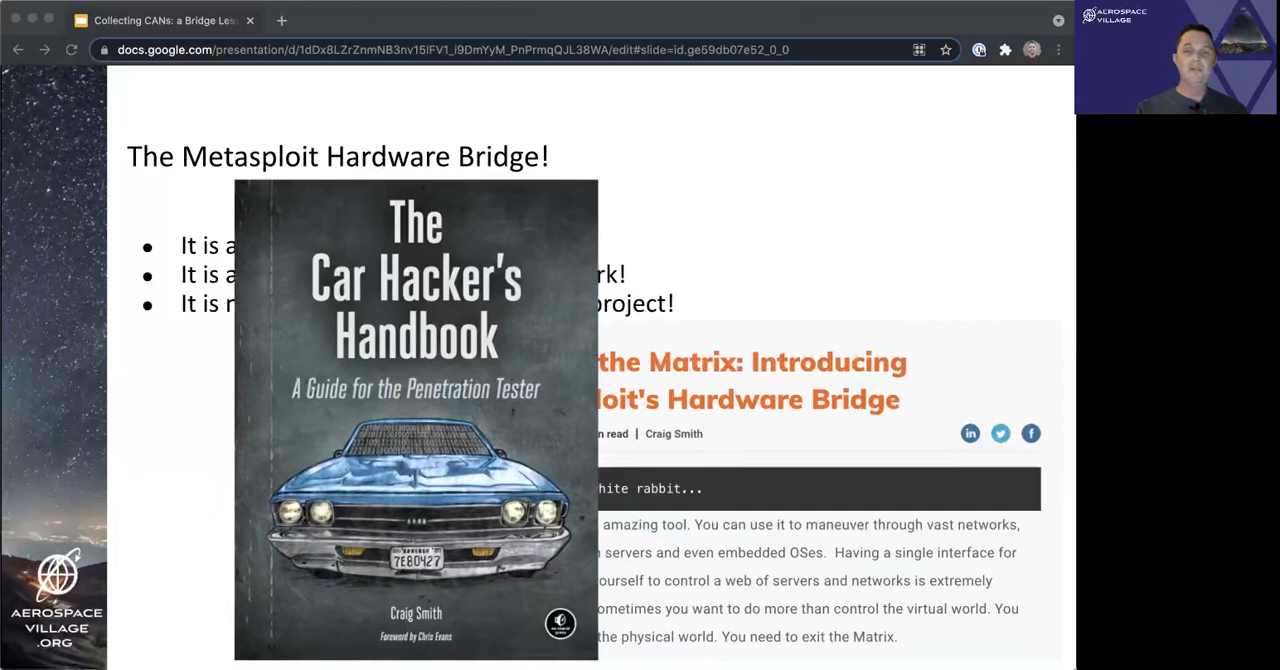 Collecting CANs: a Bridge Les
docs.google.com/presentation/d/1dDx8LZrZnmNB3nv15lFV1_i9DmYyM_PnPrmqQJL38WA/edit#slide=id.ge59db07e52_0_0
AEROSPACE
VILLAGE
The Metasploit Hardware Bridge!
● It is a
● It is a rk!
● It is project!
The
Car Hacker's
Handbook
A Guide for the Penetration Tester
7E80427
Craig Smith
Foreword by Chris Evans
the Matrix: Introducing
loit's Hardware Bridge
n read | Craig Smith
hite rabbit...
amazing tool. You can use it to maneuver through vast networks,
servers and even embedded OSes. Having a single interface for
ourself to control a web of servers and networks is extremely
ometimes you want to do more than control the virtual world. You
the physical world. You need to exit the Matrix.
AEROSPACE
VILLAGE
.ORG